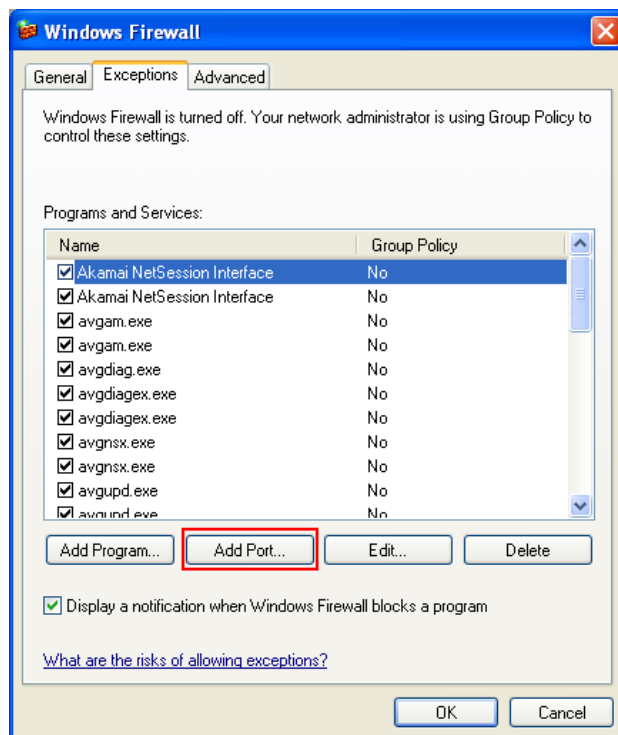 Windows Firewall
General Exceptions Advanced
Windows Firewall is turned off. Your network administrator is using Group Policy to
control these settings.
Programs and Services:
Name Group Policy
Akamai NetSession Interface No
Akamai NetSession Interface No
avgam.exe No
avgam.exe No
avgdiag.exe No
avgdiagex.exe No
avgdiagex.exe No
avgnsx.exe No
avgnsx.exe No
avgupd.exe No
avgupd.exe No
Add Program... Add Port... Edit... Delete
Display a notification when Windows Firewall blocks a program
What are the risks of allowing exceptions?
OK Cancel